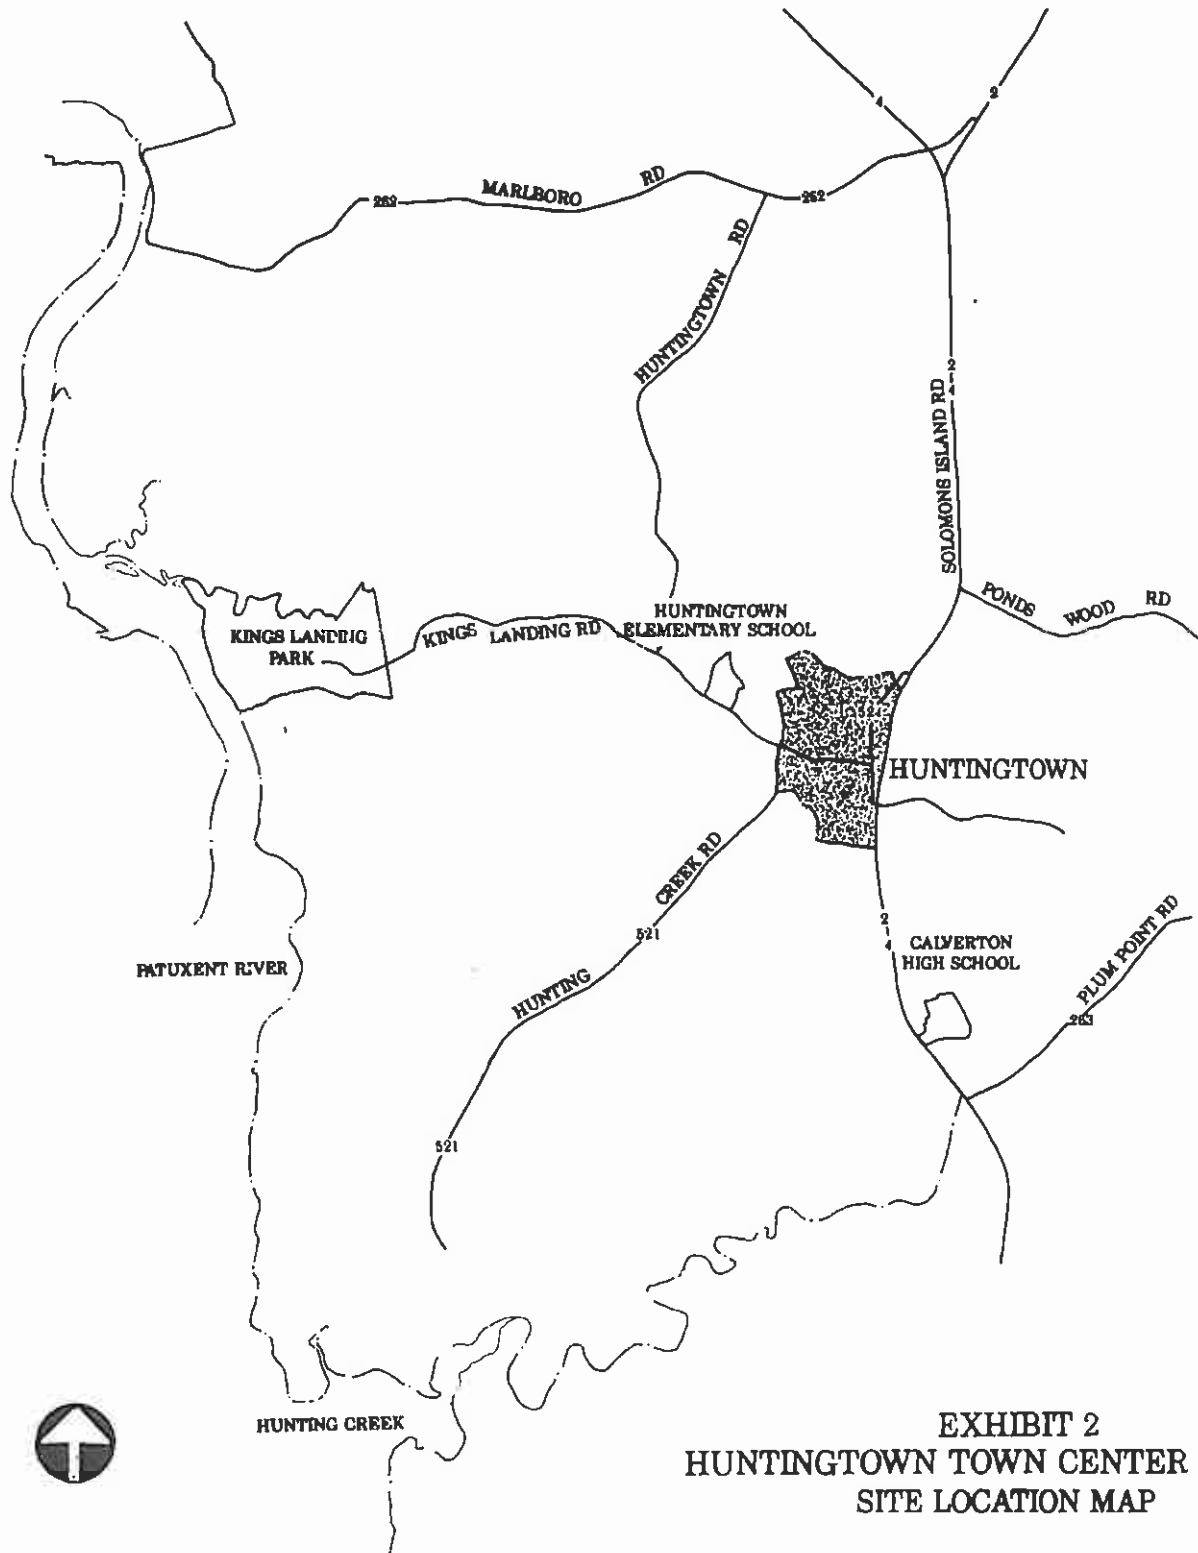 4
2
262
MARLBORO RD
262
HUNTINGTOWN RD
2
4
SOLOMONS ISLAND RD
PONDS WOOD RD
HUNTINGTOWN
ELEMENTARY SCHOOL
KINGS LANDING
PARK
KINGS LANDING RD
HUNTINGTOWN
CREEK RD
521
HUNTING
2
4
CALVERTON
HIGH SCHOOL
PLUM POINT RD
263
PATUXENT RIVER
521
HUNTING CREEK
EXHIBIT 2
HUNTINGTOWN TOWN CENTER
SITE LOCATION MAP